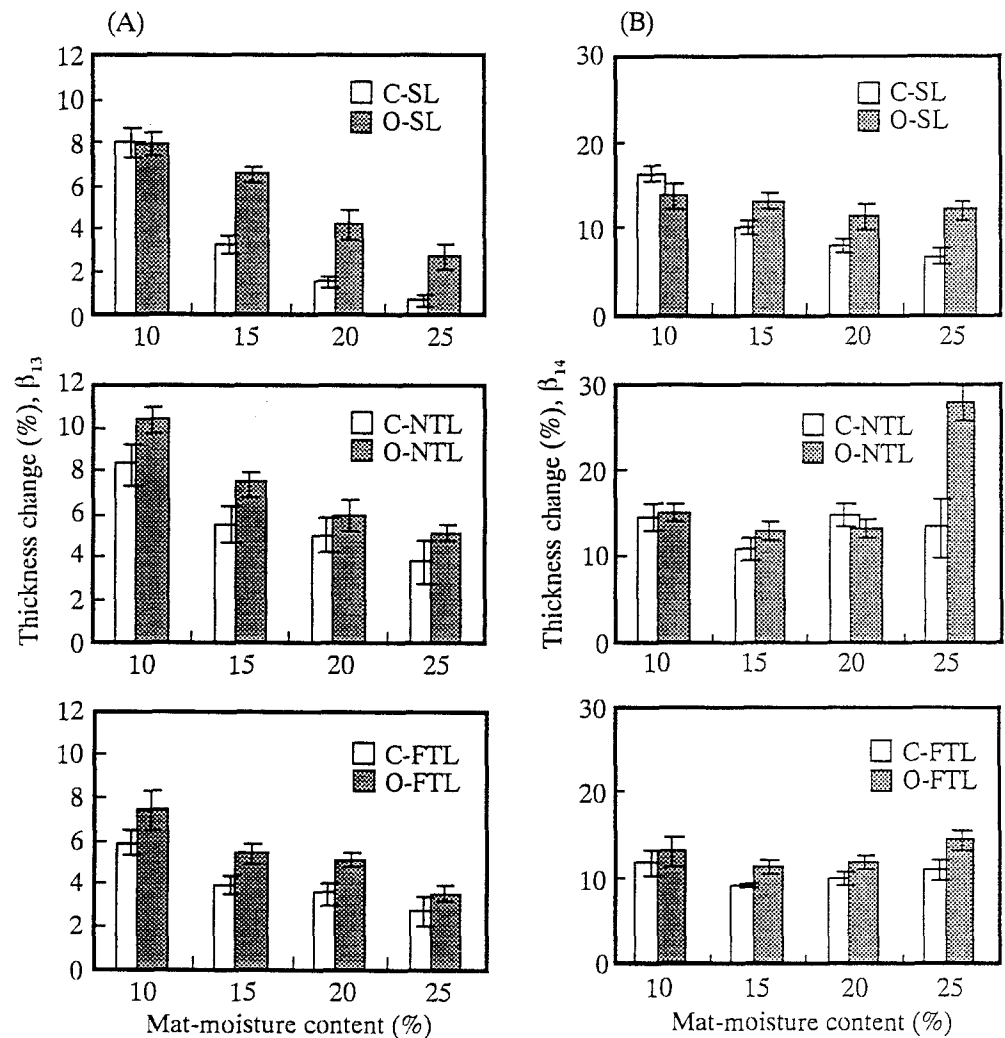 (A)
12
10
8
6
4
2
0
C-SL
O-SL
10 15 20 25
12
10
8
6
4
2
0
C-NTL
O-NTL
10 15 20 25
12
10
8
6
4
2
0
C-FTL
O-FTL
10 15 20 25
Thickness change (%), β₁₃
Mat-moisture content (%)
(B)
30
20
10
0
C-SL
O-SL
10 15 20 25
30
20
10
0
C-NTL
O-NTL
10 15 20 25
30
20
10
0
C-FTL
O-FTL
10 15 20 25
Thickness change (%), β₁₄
Mat-moisture content (%)